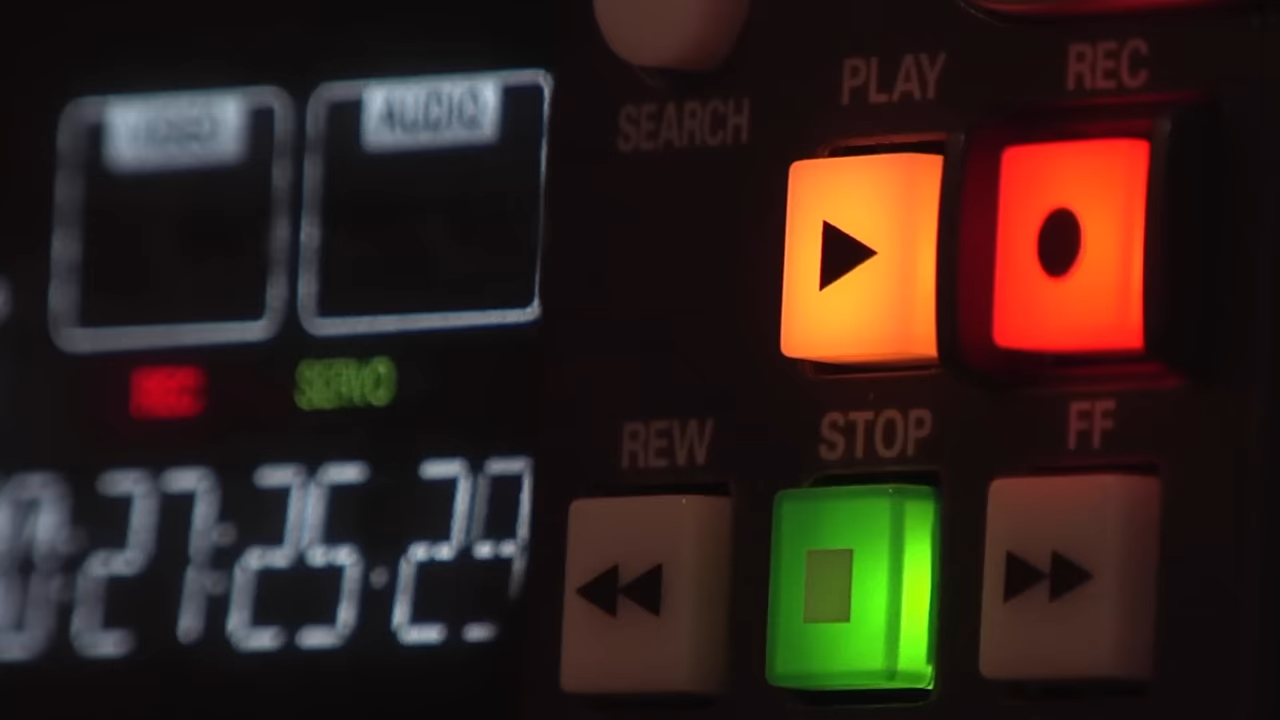 VIDEO
AUDIO
SEARCH
PLAY
REC
REC
SERVO
REW
STOP
FF
27:25.29